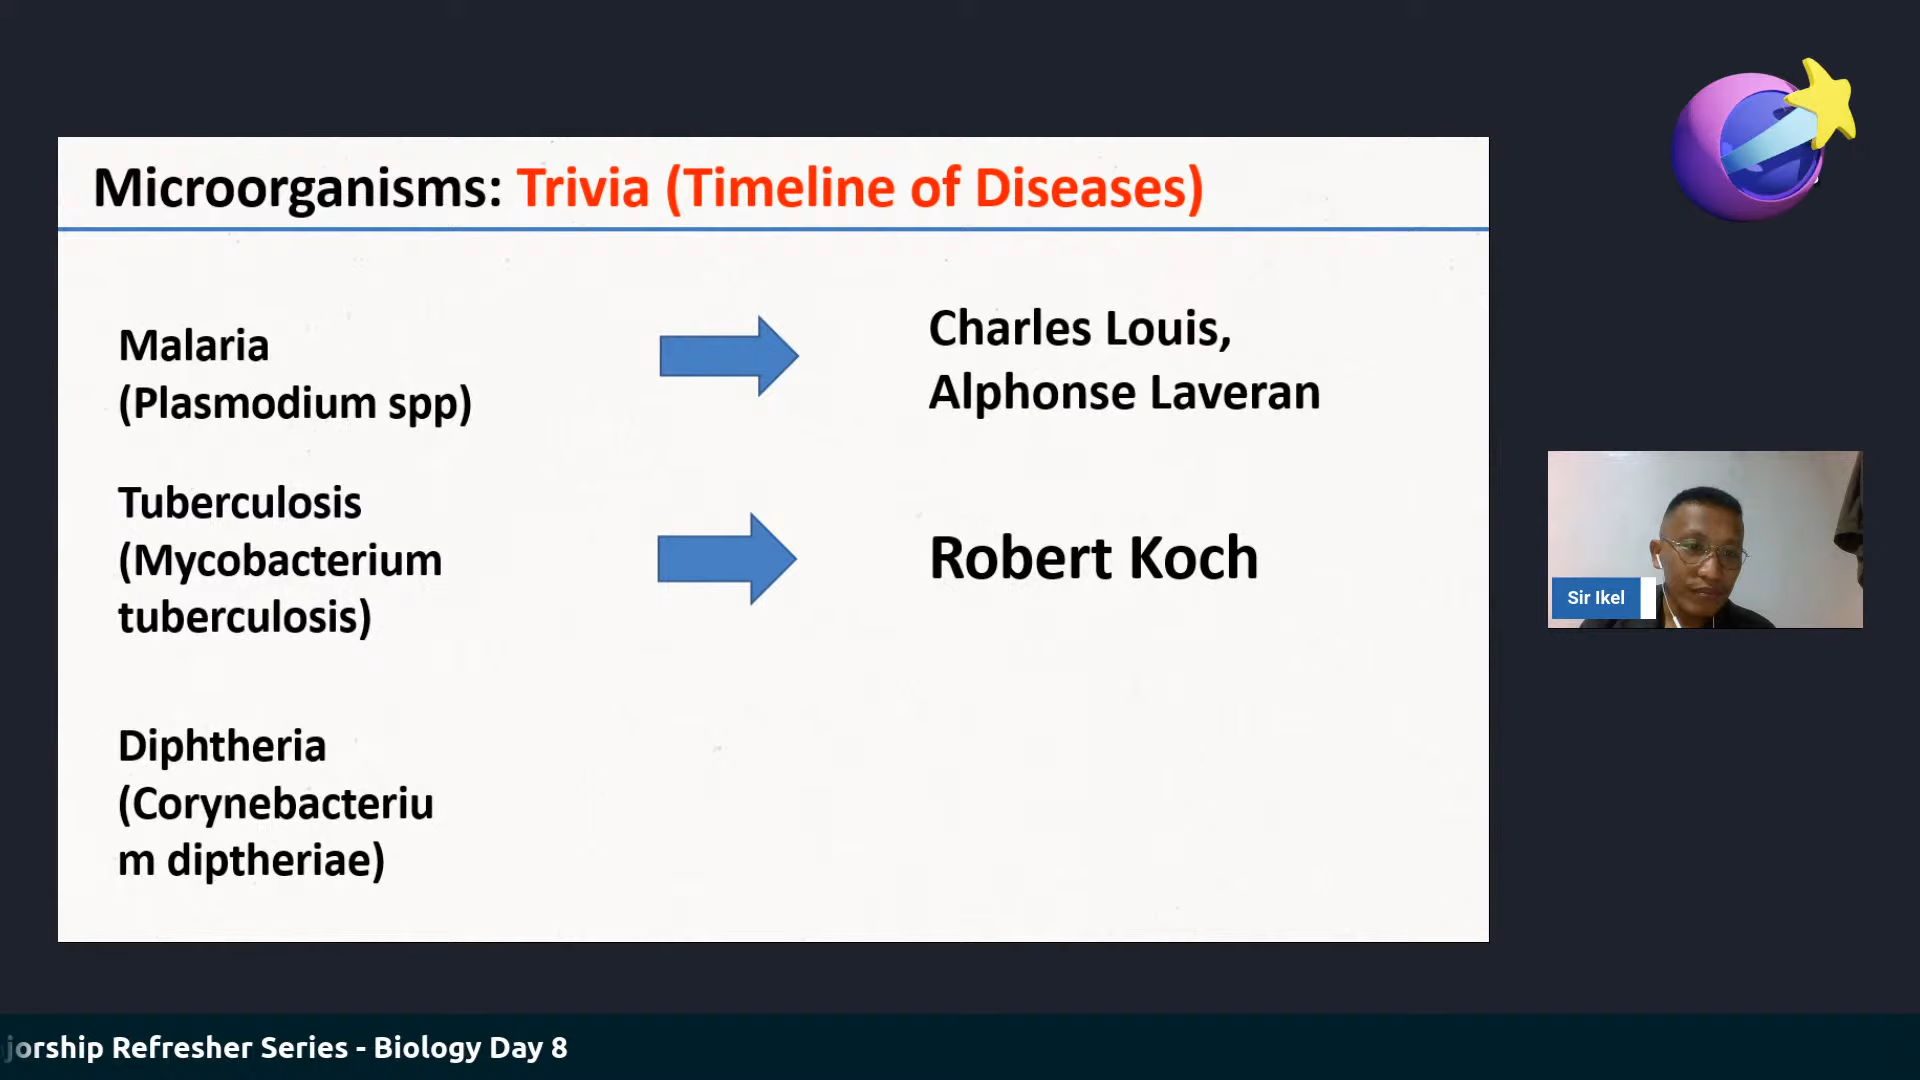 Microorganisms: Trivia (Timeline of Diseases)
Malaria
(Plasmodium spp)
Charles Louis,
Alphonse Laveran
Tuberculosis
(Mycobacterium
tuberculosis)
Robert Koch
Diphtheria
(Corynebacteriu
m diptheriae)
Sir Ikel
jorship Refresher Series - Biology Day 8